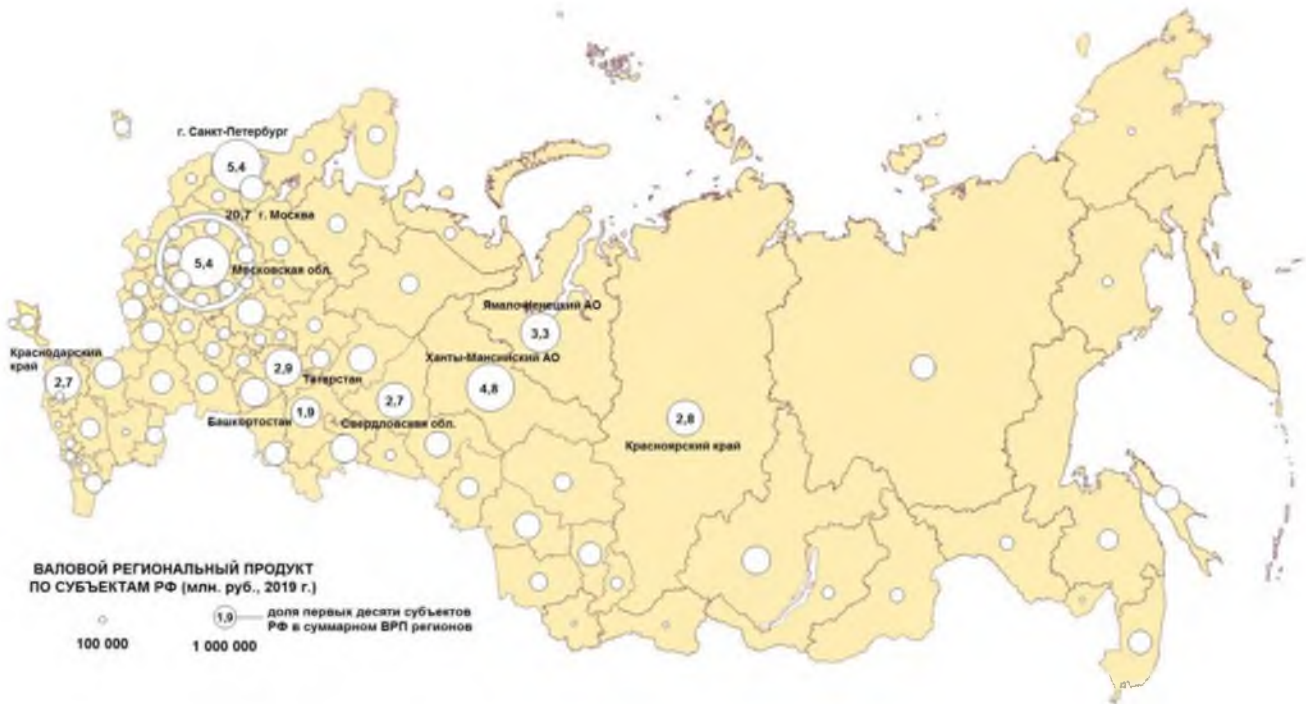 г. Санкт-Петербург
5.4
20,7 г. Москва
5,4
Московская обл.
Ямало-Ненецкий АО
3,3
Краснодарский
край
2,7
Ханты-Мансийский АО
4,8
2,9
Татарстан
2,7
1,9
Башкортостан
Свердловская обл.
2,8
Красноярский край
ВАЛОВОЙ РЕГИОНАЛЬНЫЙ ПРОДУКТ
ПО СУБЪЕКТАМ РФ (млн. руб., 2019 г.)
1,9
доля первых десяти субъектов
РФ в суммарном ВРП регионов
100 000
1 000 000